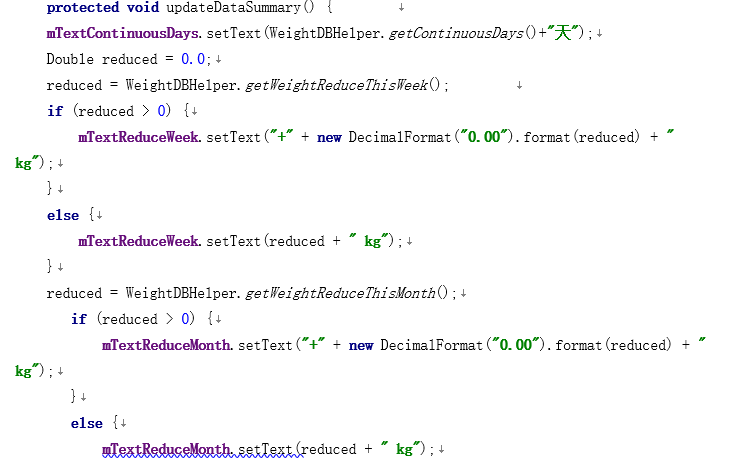 protected void updateDataSummary() { ↓
mTextContinuousDays.setText(WeightDBHelper.getContinuousDays()+"天");↓
Double reduced = 0.0;↓
reduced = WeightDBHelper.getWeightReduceThisWeek(); ↓
if (reduced > 0) {↓
mTextReduceWeek.setText("+" + new DecimalFormat("0.00").format(reduced) + "
kg");↓
}↓
else {↓
mTextReduceWeek.setText(reduced + " kg");↓
}↓
reduced = WeightDBHelper.getWeightReduceThisMonth();↓
if (reduced > 0) {↓
mTextReduceMonth.setText("+" + new DecimalFormat("0.00").format(reduced) + "
kg");↓
}↓
else {↓
mTextReduceMonth.setText(reduced + " kg");↓